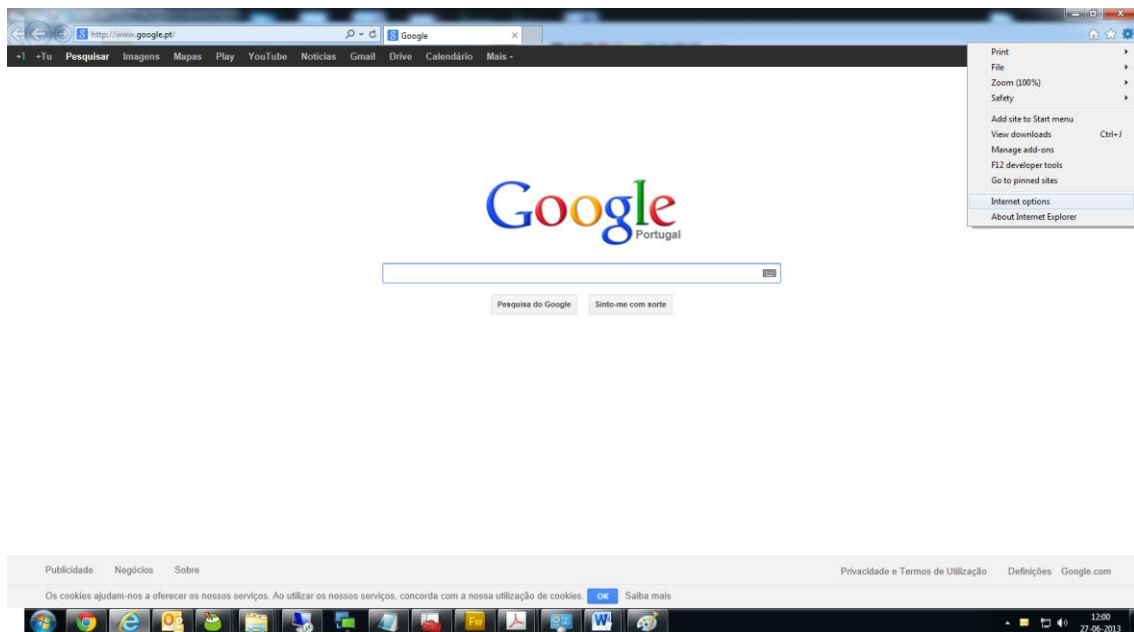 http://www.google.pt/
Google
+1 +Tu Pesquisar Imagens Mapas Play YouTube Notícias Gmail Drive Calendário Mais
Print
File
Zoom (100%)
Safety
Add site to Start menu
View downloads Ctrl+J
Manage add-ons
F12 developer tools
Go to pinned sites
Internet options
About Internet Explorer
Google
Portugal
Pesquisa do Google Sinto-me com sorte
Publicidade Negócios Sobre Privacidade e Termos de Utilização Definições Google.com
Os cookies ajudam-nos a oferecer os nossos serviços. Ao utilizar os nossos serviços, concorda com a nossa utilização de cookies. OK Saiba mais
Fw W
12:00
27-06-2013